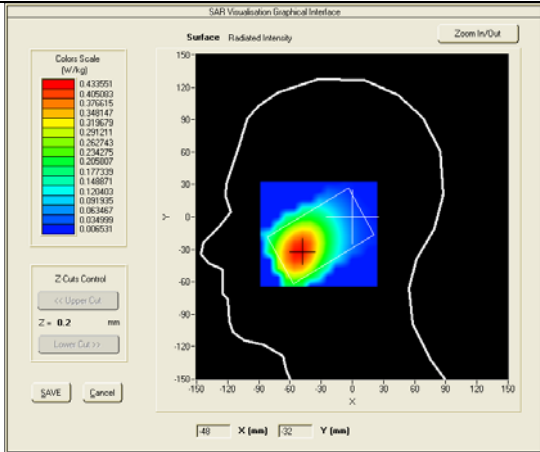 SAR Visualisation Graphical Interface
Surface Radiated Intensity
Zoom In/Out
Colors Scale
(W/kg)
0.433551
0.405083
0.376615
0.348147
0.319679
0.291211
0.262743
0.234275
0.205807
0.177339
0.148871
0.120403
0.091935
0.063467
0.034999
0.006531
150-
120-
90-
60-
30-
0-
-30-
-60-
-90-
-120-
-150-
Y
-150 -120 -90 -60 -30 0 30 60 90 120 150
X
Z Cuts Control
<< Upper Cut
Z = 0.2 mm
Lower Cut >>
SAVE Cancel
-48 X (mm) -32 Y (mm)